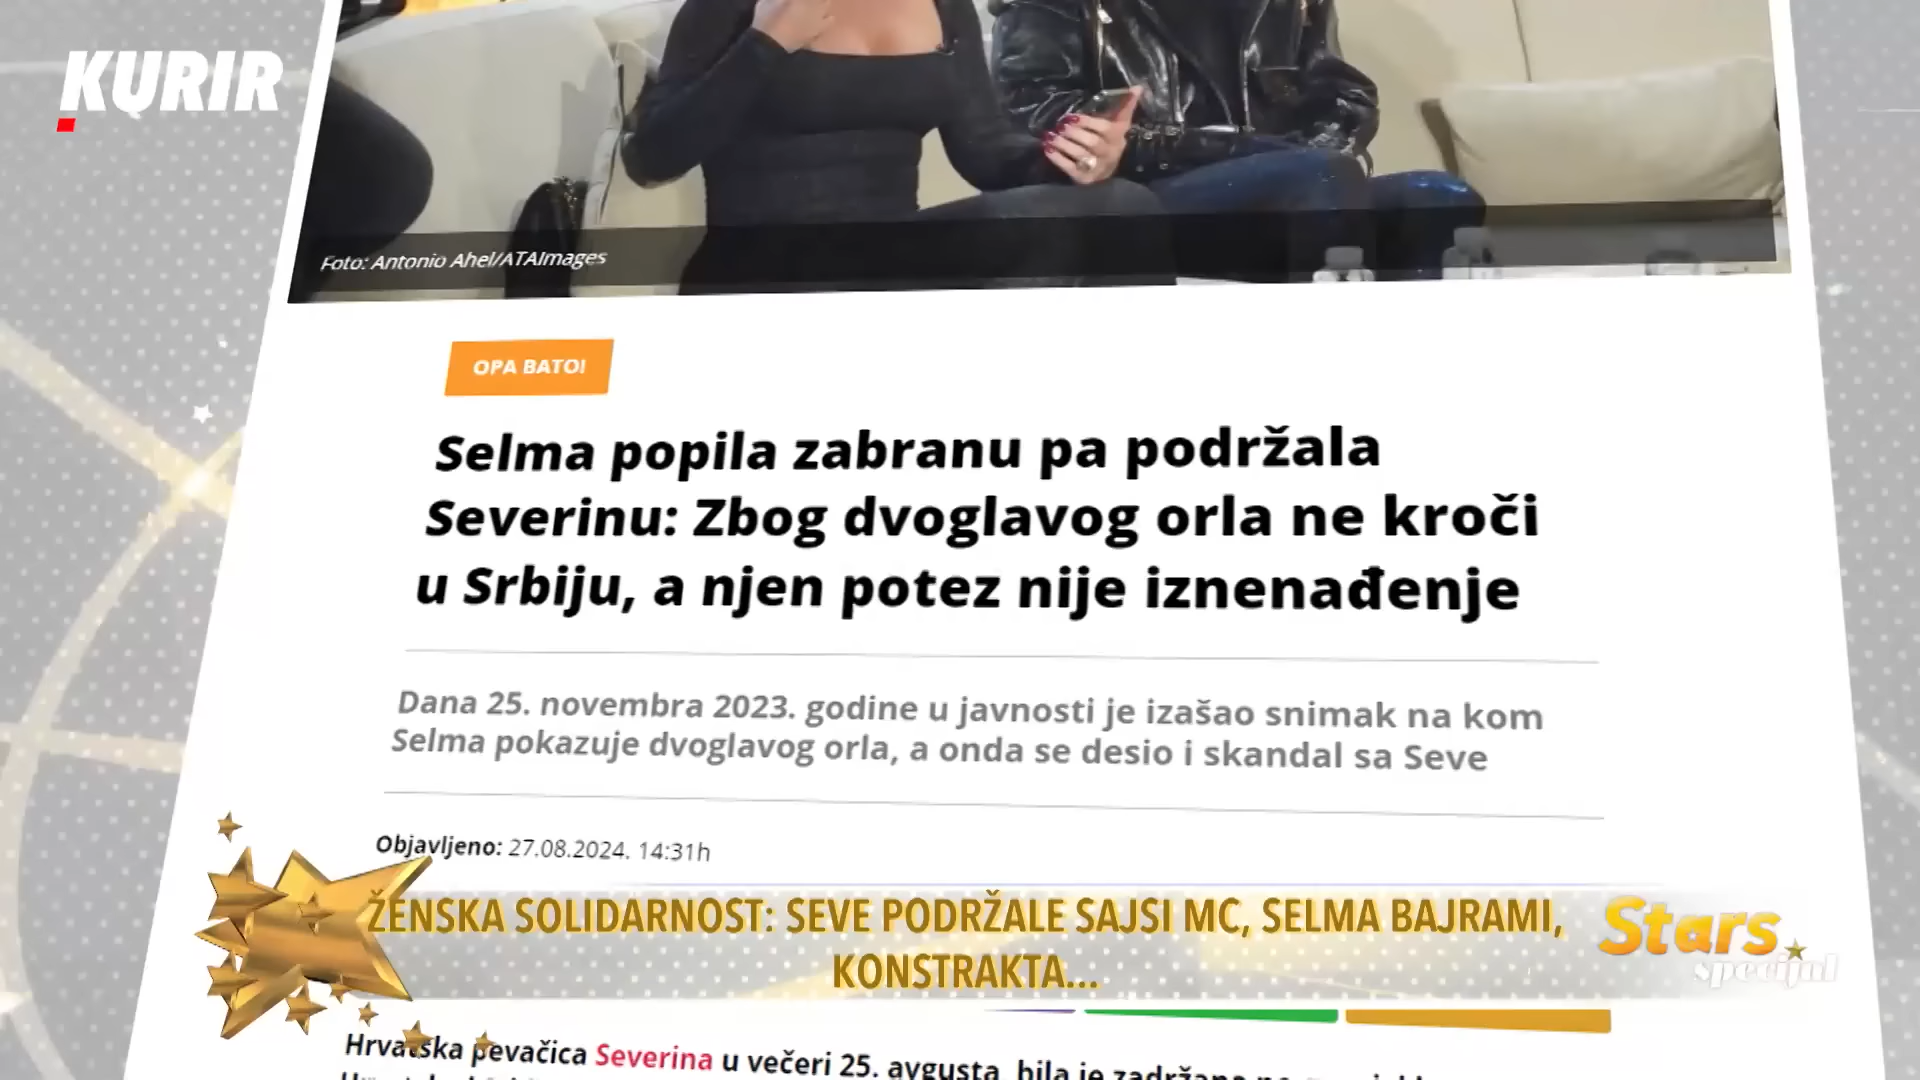 KURIR
Foto: Antonio Ahel/ATAImages
OPA BATO!
Selma popila zabranu pa podržala
Severinu: Zbog dvoglavog orla ne kroči
u Srbiju, a njen potez nije iznenađenje
Dana 25. novembra 2023. godine u javnosti je izašao snimak na kom
Selma pokazuje dvoglavog orla, a onda se desio i skandal sa Seve
Objavljeno: 27.08.2024. 14:31h
ŽENSKA SOLIDARNOST: SEVE PODRŽALE SAJSI MC, SELMA BAJRAMI,
KONSTRAKTA...
Stars
specijal
Hrvatska pevačica Severina u večeri 25. avgusta, bila je zadržana